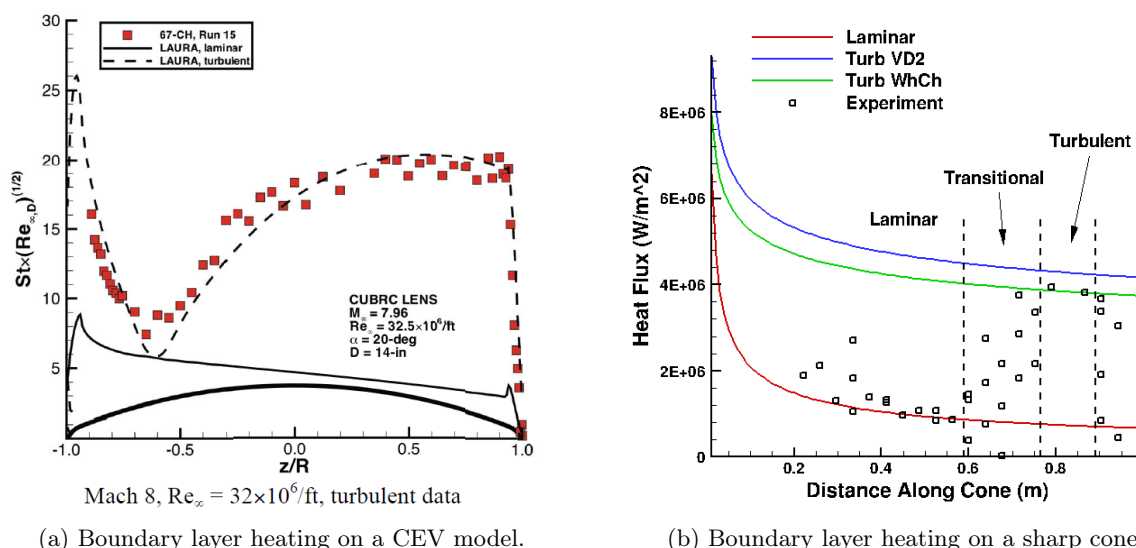 30
25
20
15
10
5
St×(Re∞,D)^(1/2)
67-CH, Run 15
LAURA, laminar
LAURA, turbulent
CUBRC LENS
M∞ = 7.96
Re∞ = 32.5×10^6/ft
α = 20-deg
D = 14-in
-1.0 -0.5 0.0 0.5 1.0
z/R
Mach 8, Re∞ = 32×10^6/ft, turbulent data
(a) Boundary layer heating on a CEV model.
Laminar
Turb VD2
Turb WhCh
Experiment
8E+06
6E+06
4E+06
2E+06
0
Heat Flux (W/m^2)
Turbulent
Transitional
Laminar
0.2 0.4 0.6 0.8
Distance Along Cone (m)
(b) Boundary layer heating on a sharp cone